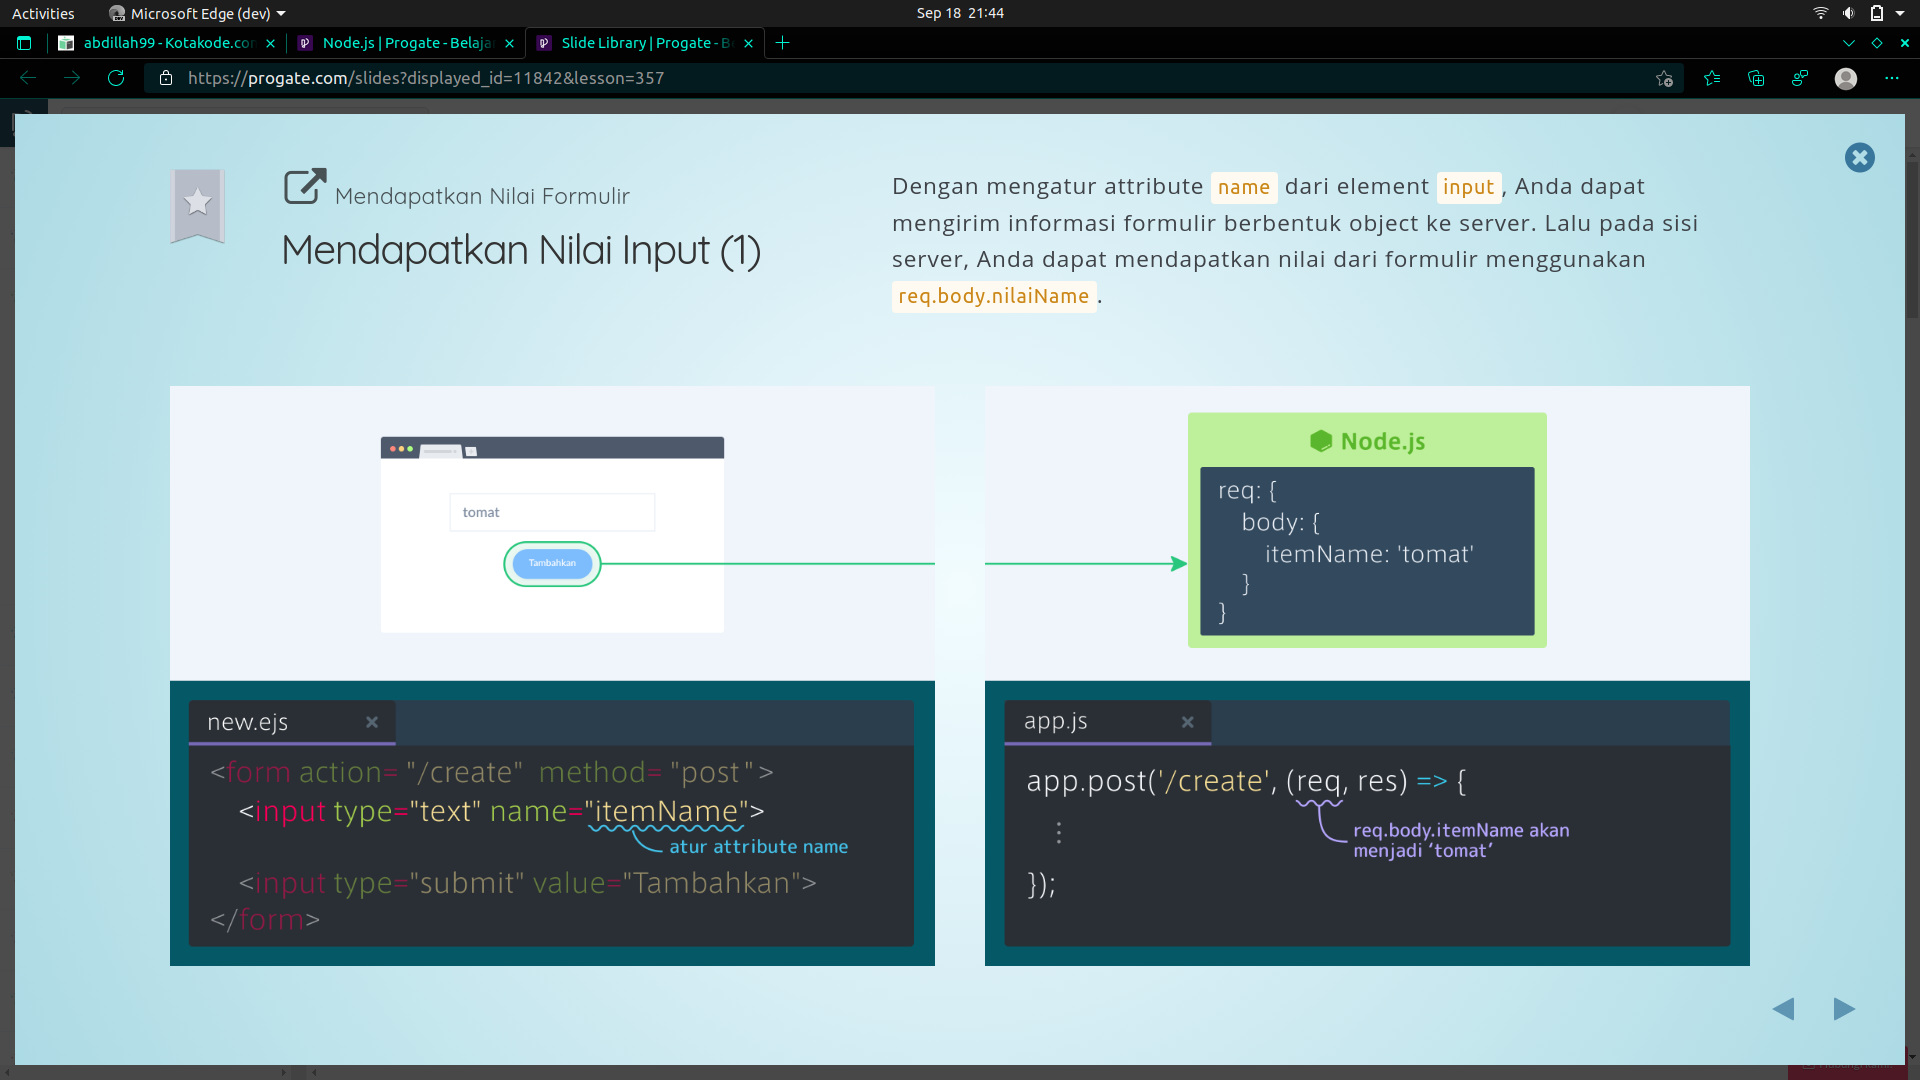 Activities
Microsoft Edge (dev)
Sep 18 21:44
abdillah99 - Kotakode.com
Node.js | Progate - Belaja
Slide Library | Progate - B
https://progate.com/slides?displayed_id=11842&lesson=357
Mendapatkan Nilai Formulir
Mendapatkan Nilai Input (1)
Dengan mengatur attribute name dari element input, Anda dapat
mengirim informasi formulir berbentuk object ke server. Lalu pada sisi
server, Anda dapat mendapatkan nilai dari formulir menggunakan
req.body.nilaiName.
tomat
Tambahkan
Node.js
req: {
body: {
itemName: 'tomat'
}
}
new.ejs
<form action= "/create" method= "post">
<input type="text" name="itemName">
atur attribute name
<input type="submit" value="Tambahkan">
</form>
app.js
app.post('/create', (req, res) => {
req.body.itemName akan
menjadi ‘tomat’
⋮
});